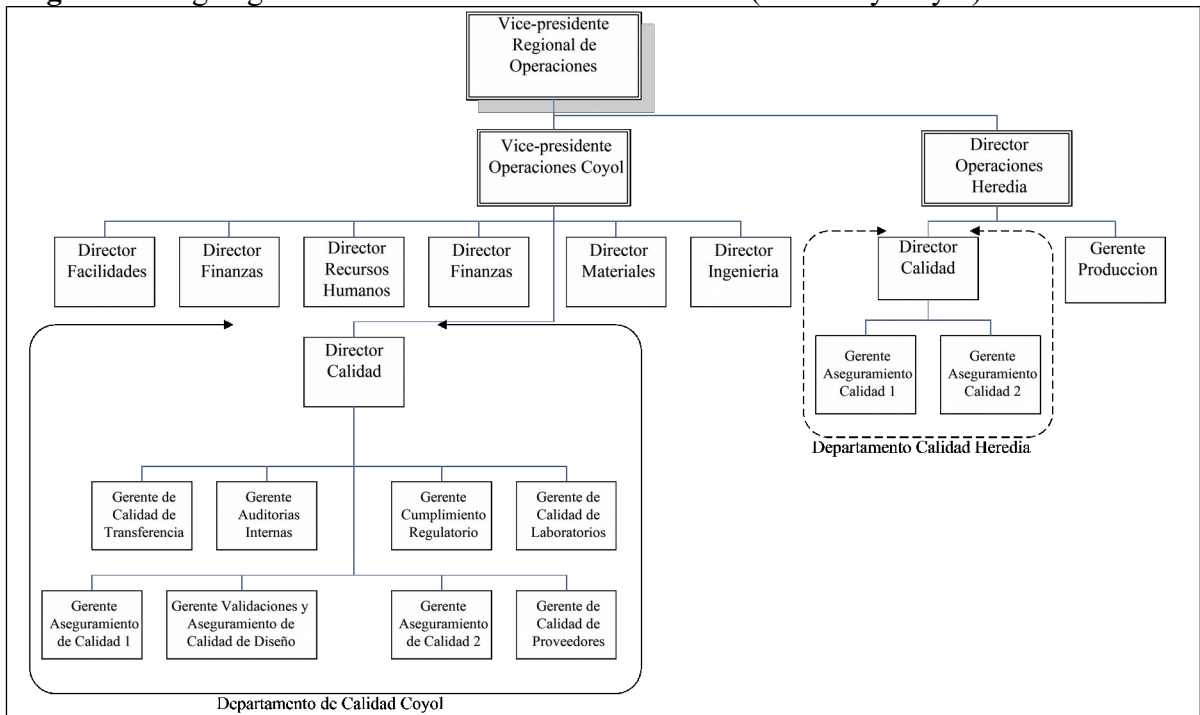 Vice-presidente
Regional de
Operaciones
Vice-presidente
Operaciones Coyol
Director
Operaciones
Heredia
Director
Facilidades
Director
Finanzas
Director
Recursos
Humanos
Director
Finanzas
Director
Materiales
Director
Ingenieria
Director
Calidad
Gerente
Produccion
Director
Calidad
Gerente
Aseguramiento
Calidad 1
Gerente
Aseguramiento
Calidad 2
Departamento Calidad Heredia
Gerente de
Calidad de
Transferencia
Gerente
Auditorias
Internas
Gerente
Cumplimiento
Regulatorio
Gerente de
Calidad de
Laboratorios
Gerente
Aseguramiento
de Calidad 1
Gerente Validaciones y
Aseguramiento de
Calidad de Diseño
Gerente
Aseguramiento
de Calidad 2
Gerente de
Calidad de
Proveedores
Departamento de Calidad Coyol